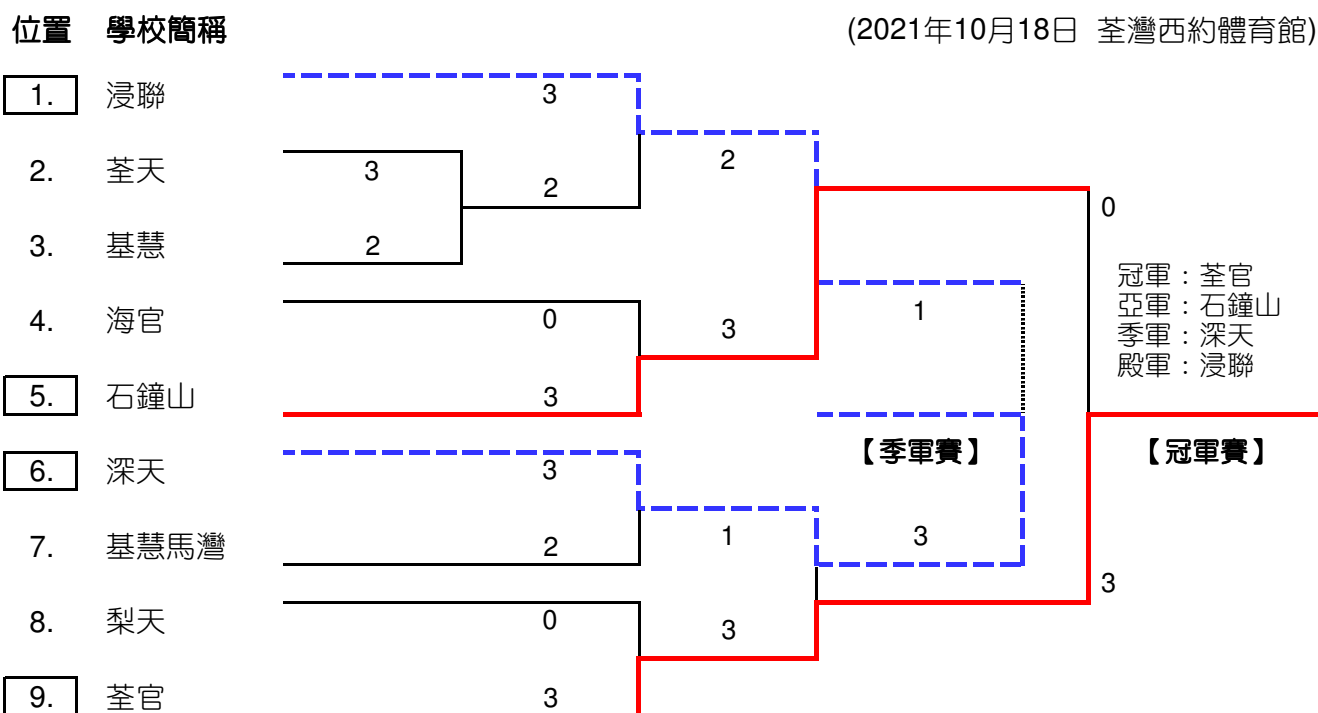 位置 學校簡稱 (2021年10月18日 荃灣西約體育館)
1. 浸聯 3
2. 荃天 3 2 2
3. 基慧 2 0
冠軍：荃官
亞軍：石鐘山
季軍：深天
殿軍：浸聯
4. 海官 0 3 1
5. 石鐘山 3
【季軍賽】 【冠軍賽】
6. 深天 3
7. 基慧馬灣 2 1 3
3
8. 梨天 0 3
9. 荃官 3